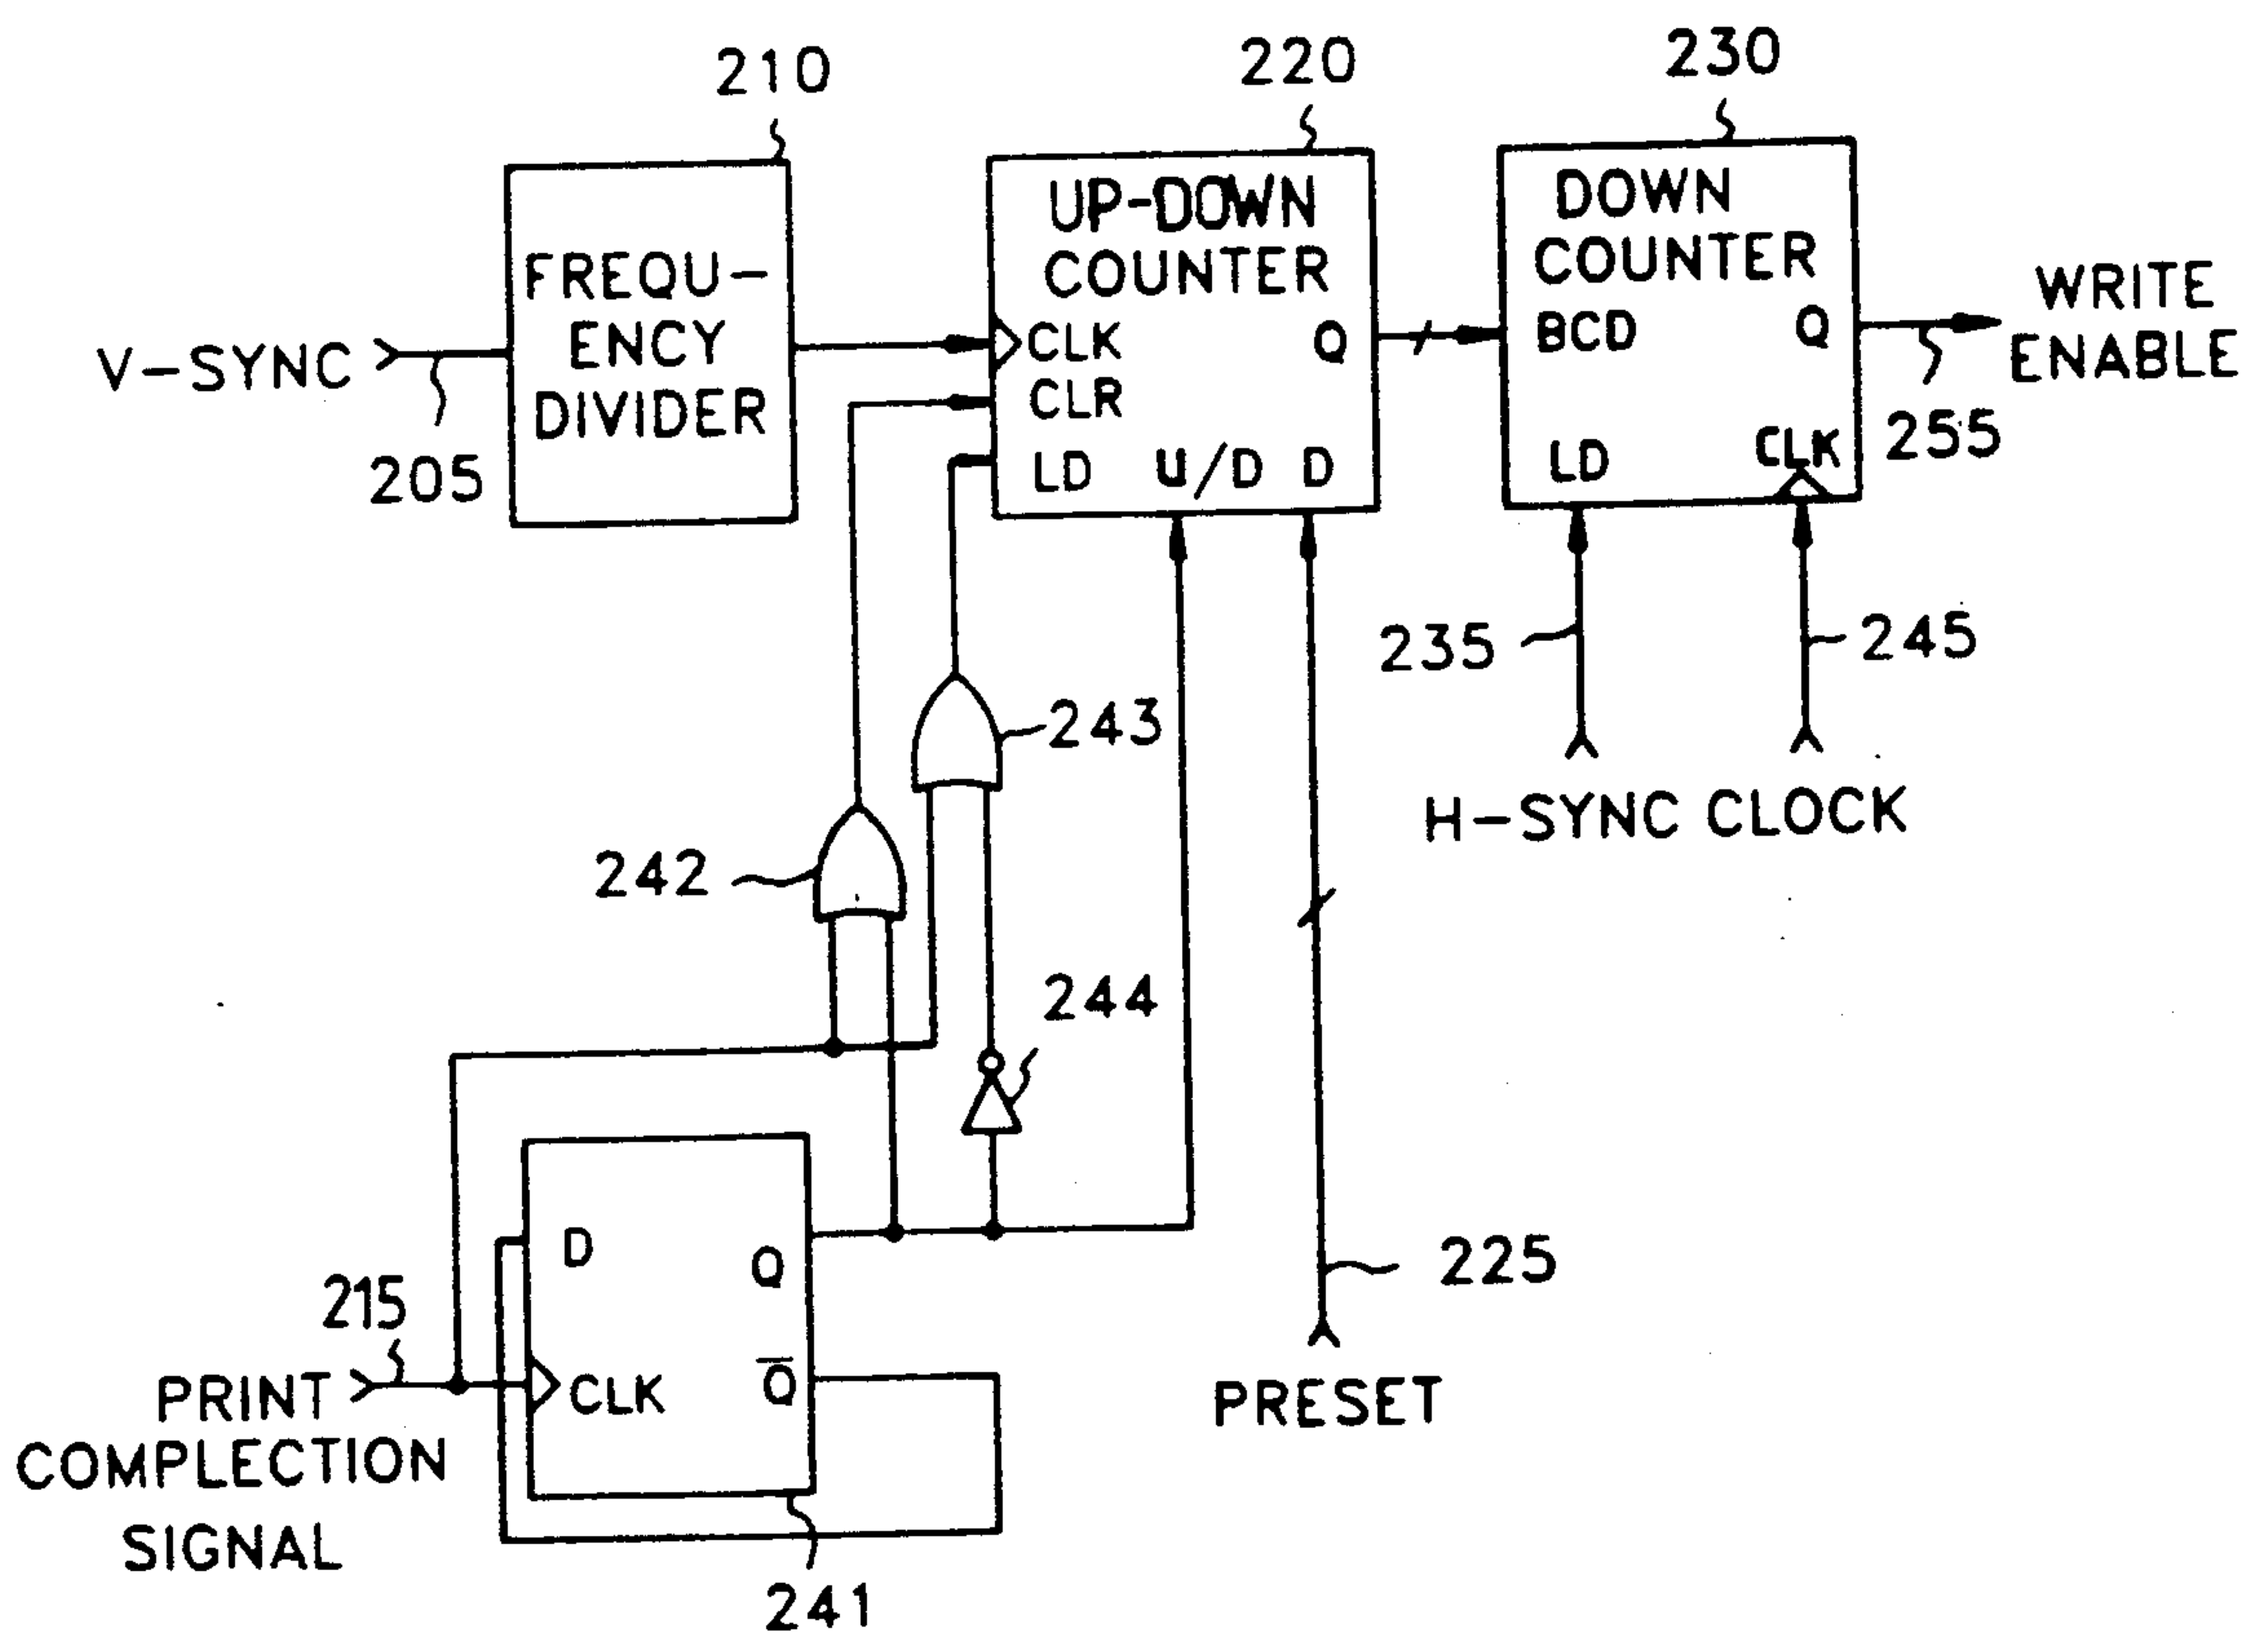 210
220
230
FREQU-
ENCY
DIVIDER
UP-DOWN
COUNTER
CLK
CLR
LD U/D D
Q
DOWN
COUNTER
BCD Q
LD CLK
WRITE
ENABLE
V-SYNC
205
255
235
245
H-SYNC CLOCK
243
242
244
D
Q
CLK
Q̅
215
PRINT
COMPLECTION
SIGNAL
225
PRESET
241